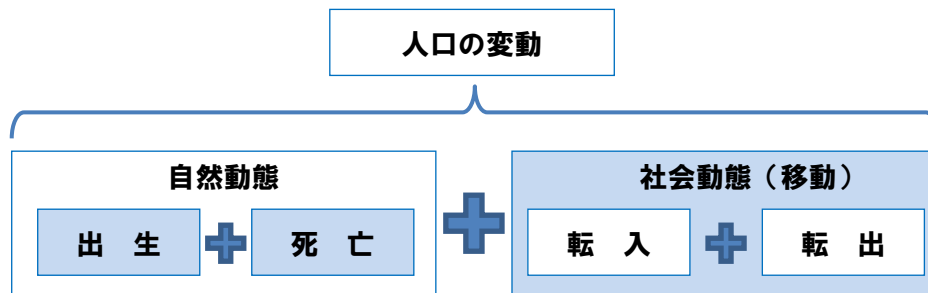 人口の変動
自然動態
社会動態（移動）
出　生
死　亡
転　入
転　出